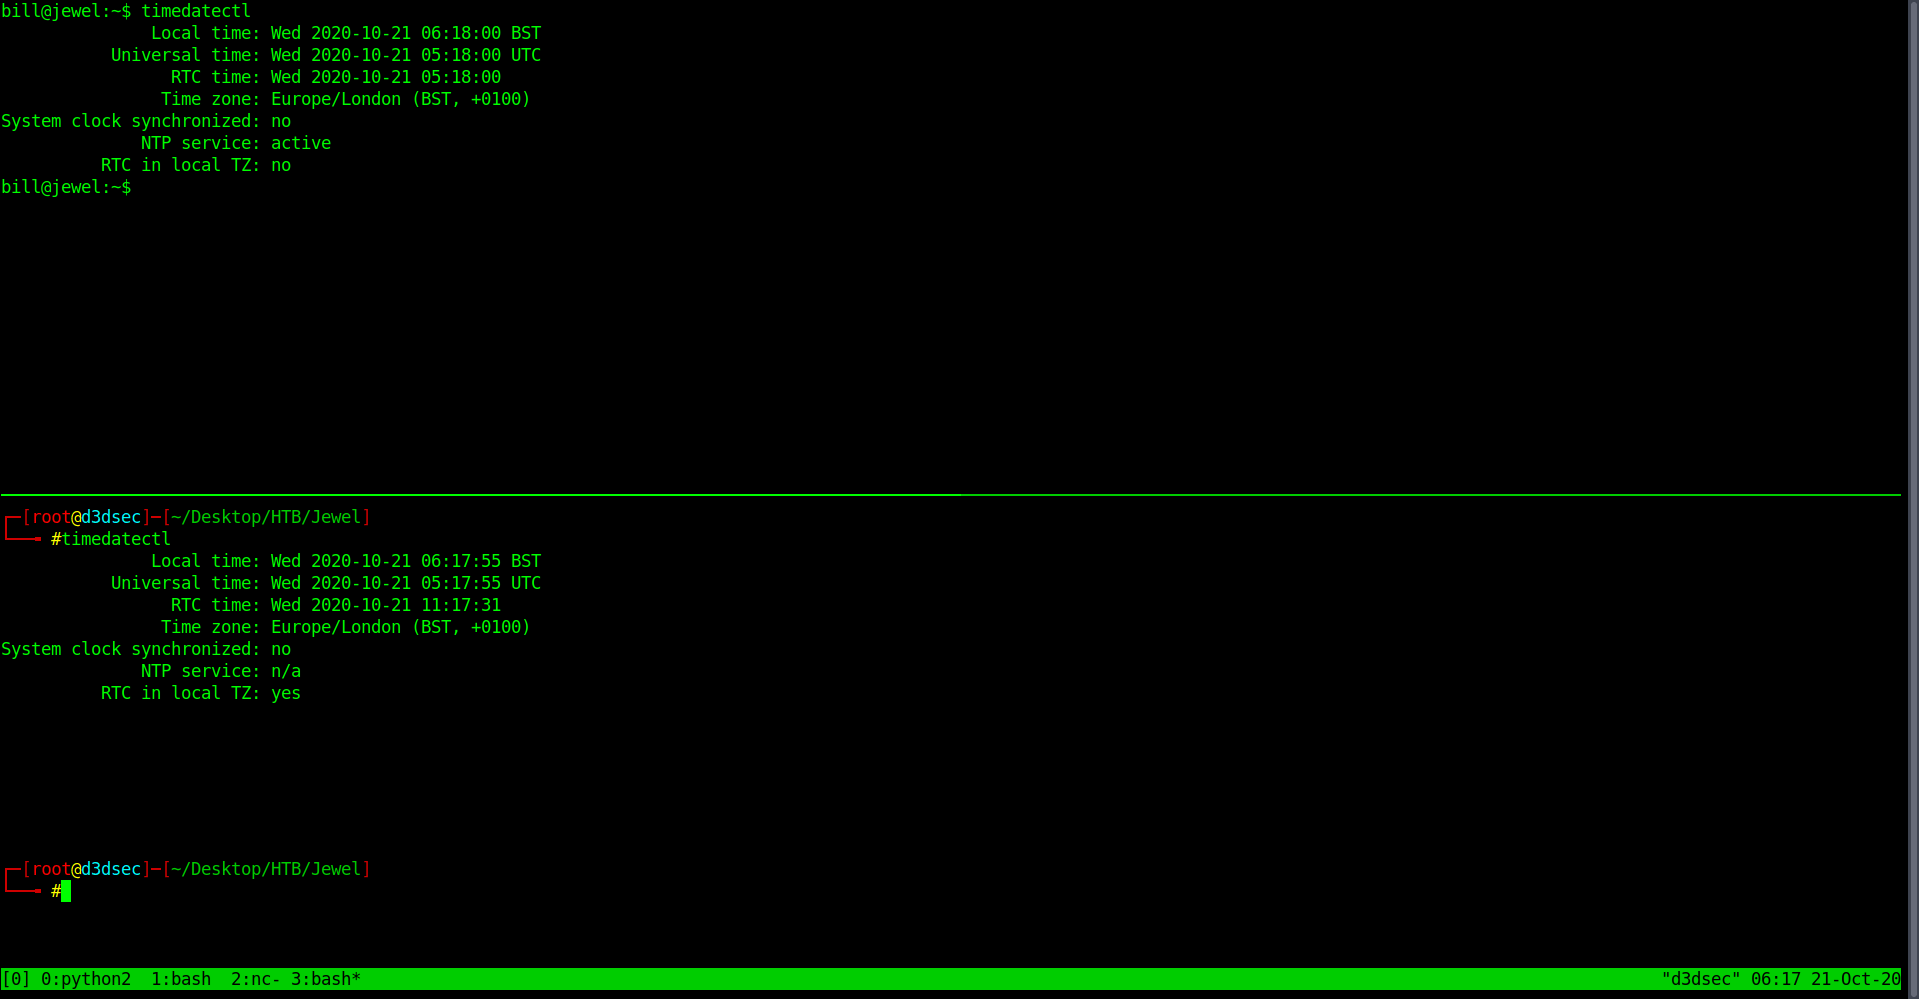 bill@jewel:~$ timedatectl
               Local time: Wed 2020-10-21 06:18:00 BST
           Universal time: Wed 2020-10-21 05:18:00 UTC
                 RTC time: Wed 2020-10-21 05:18:00
                Time zone: Europe/London (BST, +0100)
System clock synchronized: no
              NTP service: active
          RTC in local TZ: no
bill@jewel:~$
┌─[root@d3dsec]─[~/Desktop/HTB/Jewel]
└──╼ #timedatectl
               Local time: Wed 2020-10-21 06:17:55 BST
           Universal time: Wed 2020-10-21 05:17:55 UTC
                 RTC time: Wed 2020-10-21 11:17:31
                Time zone: Europe/London (BST, +0100)
System clock synchronized: no
              NTP service: n/a
          RTC in local TZ: yes
┌─[root@d3dsec]─[~/Desktop/HTB/Jewel]
└──╼ #
[0] 0:python2  1:bash  2:nc- 3:bash* "d3dsec" 06:17 21-Oct-20